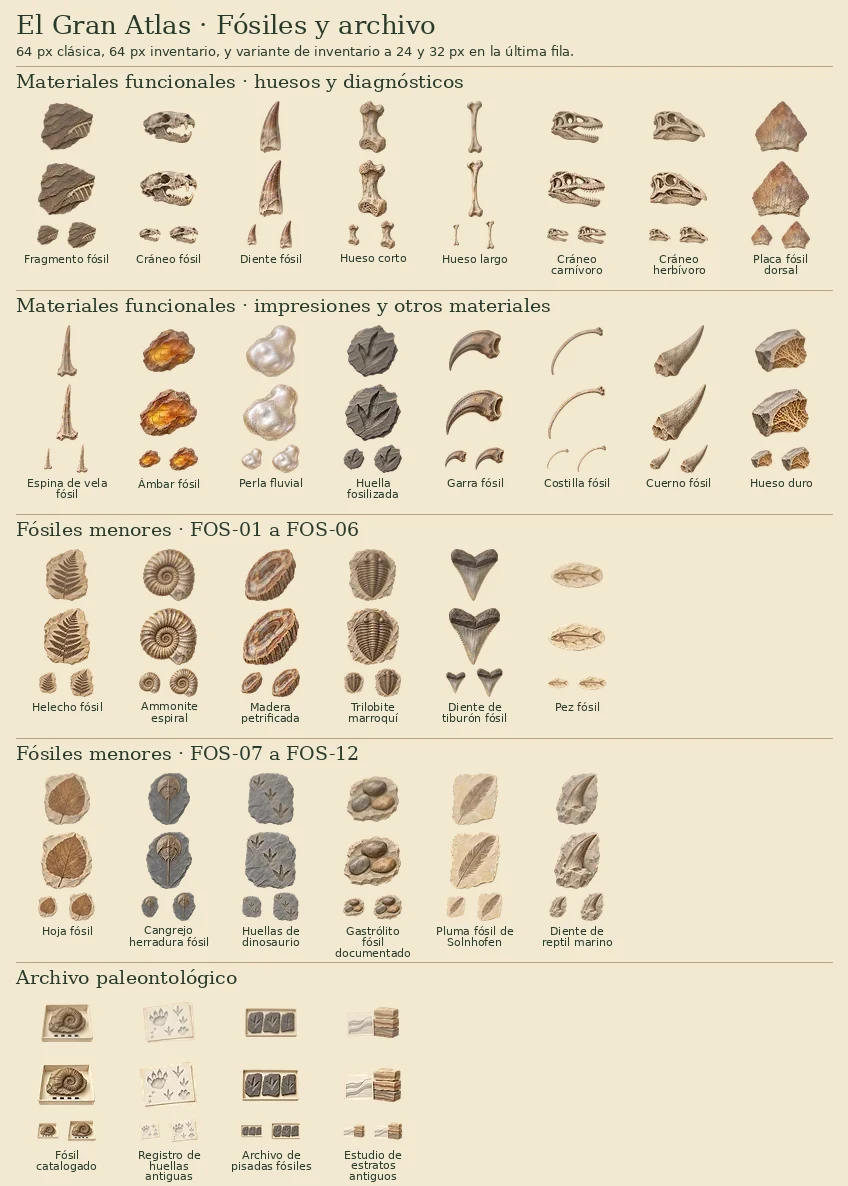 El Gran Atlas · Fósiles y archivo
64 px clásica, 64 px inventario, y variante de inventario a 24 y 32 px en la última fila.
Materiales funcionales · huesos y diagnósticos
Fragmento fósil
Cráneo fósil
Diente fósil
Hueso corto
Hueso largo
Cráneo
carnívoro
Cráneo
herbívoro
Placa fósil
dorsal
Materiales funcionales · impresiones y otros materiales
Espina de vela
fósil
Ámbar fósil
Perla fluvial
Huella
fosilizada
Garra fósil
Costilla fósil
Cuerno fósil
Hueso duro
Fósiles menores · FOS-01 a FOS-06
Helecho fósil
Ammonite
espiral
Madera
petrificada
Trilobite
marroquí
Diente de
tiburón fósil
Pez fósil
Fósiles menores · FOS-07 a FOS-12
Hoja fósil
Cangrejo
herradura fósil
Huellas de
dinosaurio
Gastrólito
fósil
documentado
Pluma fósil de
Solnhofen
Diente de
reptil marino
Archivo paleontológico
Fósil
catalogado
Registro de
huellas
antiguas
Archivo de
pisadas fósiles
Estudio de
estratos
antiguos